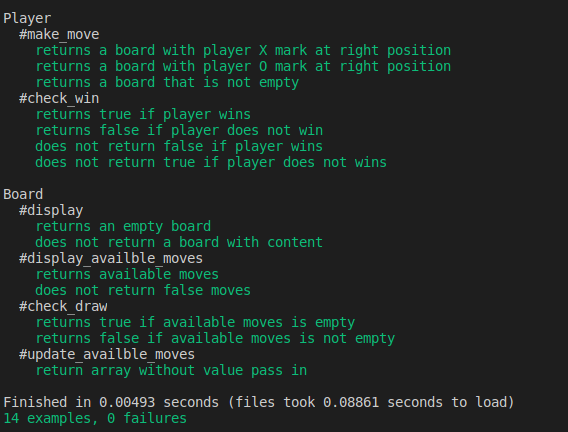 Player
#make_move
returns a board with player X mark at right position
returns a board with player O mark at right position
returns a board that is not empty
#check_win
returns true if player wins
returns false if player does not win
does not return false if player wins
does not return true if player does not wins
Board
#display
returns an empty board
does not return a board with content
#display_availble_moves
returns available moves
does not return false moves
#check_draw
returns true if available moves is empty
returns false if available moves is not empty
#update_availble_moves
return array without value pass in
Finished in 0.00493 seconds (files took 0.08861 seconds to load)
14 examples, 0 failures